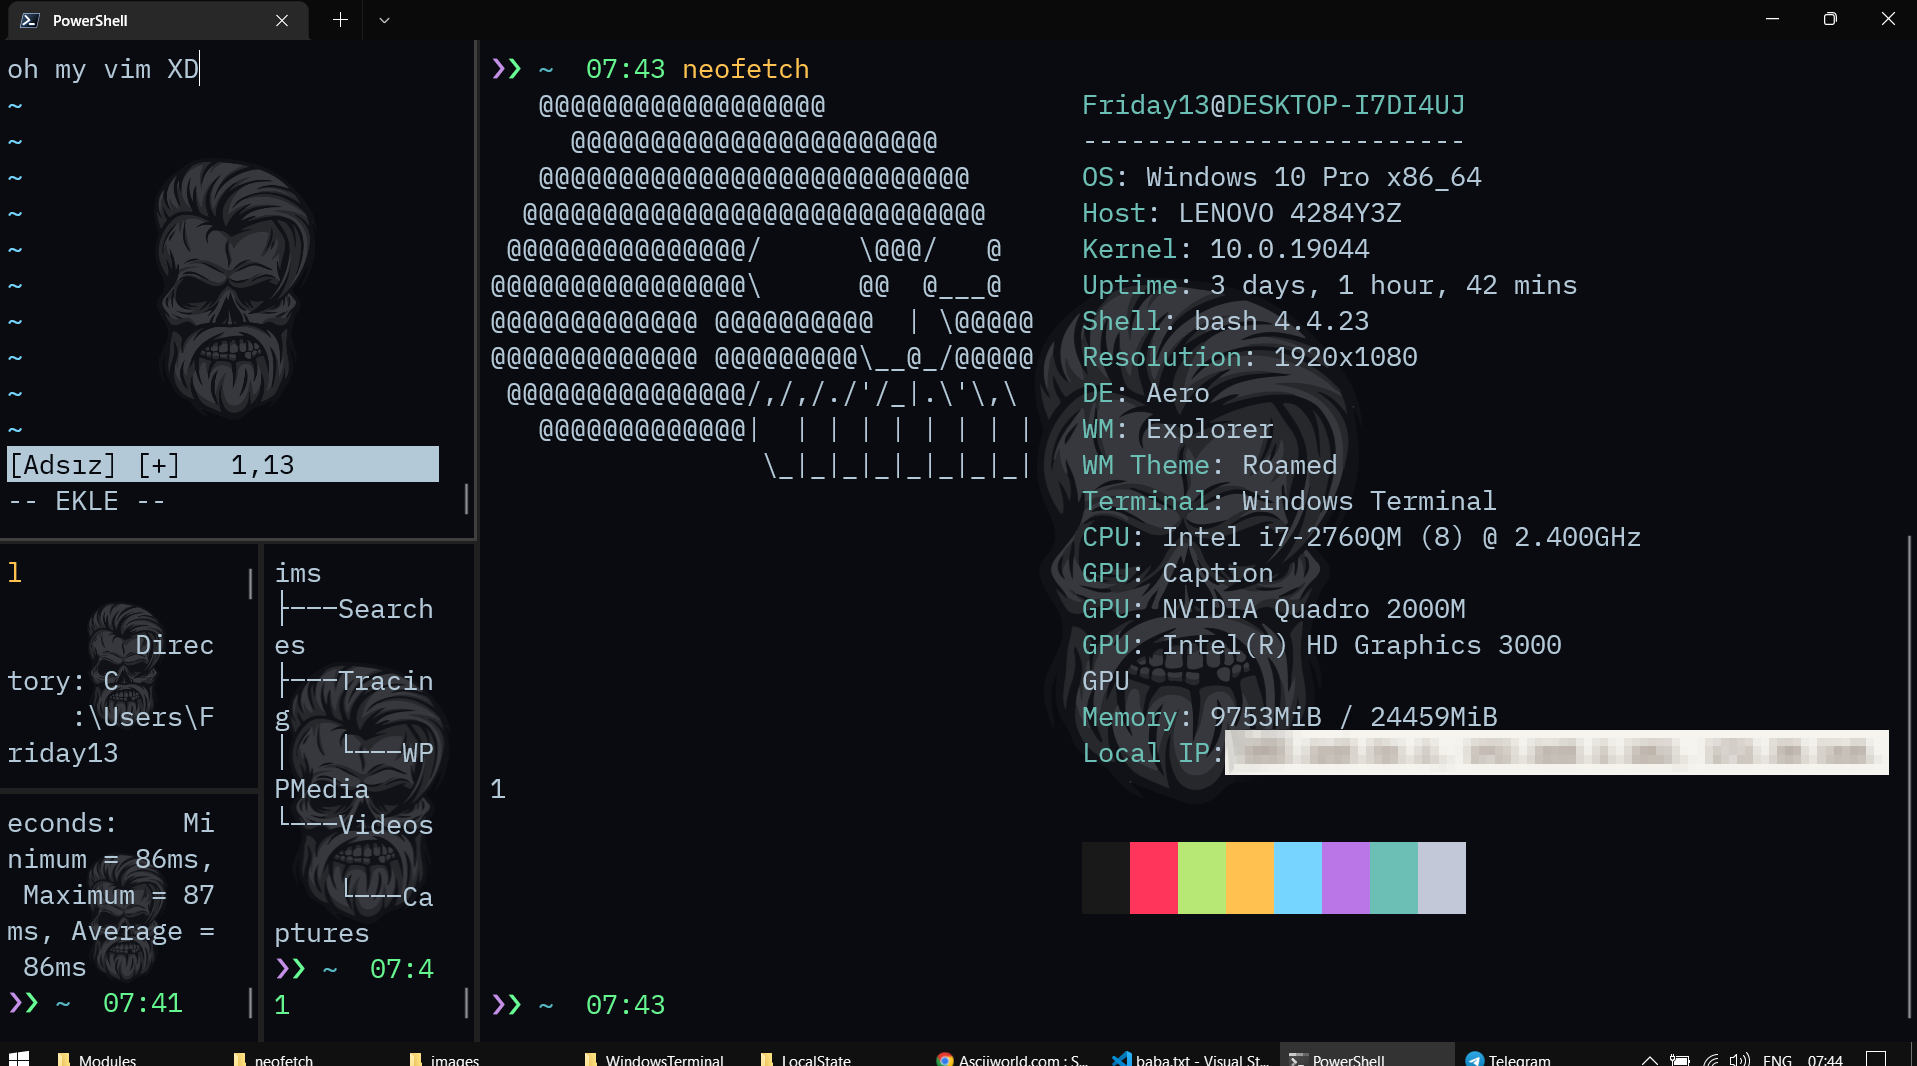 PowerShell
oh my vim XD
~
~
~
~
~
~
~
~
~
~
[Adsız] [+]   1,13
-- EKLE --
l
Direc
tory: C
:\Users\F
riday13
econds:    Mi
nimum = 86ms,
Maximum = 87
ms, Average =
86ms
❯❯ ~  07:41
ims
├───Search
es
├───Tracin
g
│   └───WP
PMedia
└───Videos
    └───Ca
ptures
❯❯ ~  07:4
1
❯❯ ~  07:43 neofetch
   @@@@@@@@@@@@@@@@@@
     @@@@@@@@@@@@@@@@@@@@@@@
   @@@@@@@@@@@@@@@@@@@@@@@@@@@
  @@@@@@@@@@@@@@@@@@@@@@@@@@@@@
 @@@@@@@@@@@@@@@/      \@@@/   @
@@@@@@@@@@@@@@@@\      @@  @___@
@@@@@@@@@@@@@ @@@@@@@@@@  | \@@@@@
@@@@@@@@@@@@@ @@@@@@@@@\__@_/@@@@@
 @@@@@@@@@@@@@@@/,/,/./'/_|.\'\,\
   @@@@@@@@@@@@@|  | | | | | | | |
                 \_|_|_|_|_|_|_|_|
Friday13@DESKTOP-I7DI4UJ
------------------------
OS: Windows 10 Pro x86_64
Host: LENOVO 4284Y3Z
Kernel: 10.0.19044
Uptime: 3 days, 1 hour, 42 mins
Shell: bash 4.4.23
Resolution: 1920x1080
DE: Aero
WM: Explorer
WM Theme: Roamed
Terminal: Windows Terminal
CPU: Intel i7-2760QM (8) @ 2.400GHz
GPU: Caption
GPU: NVIDIA Quadro 2000M
GPU: Intel(R) HD Graphics 3000
GPU
Memory: 9753MiB / 24459MiB
Local IP:
1
❯❯ ~  07:43
Modules
neofetch
images
WindowsTerminal
LocalState
Asciiworld.com : S...
baba.txt - Visual St...
PowerShell
Telegram
ENG
07:44